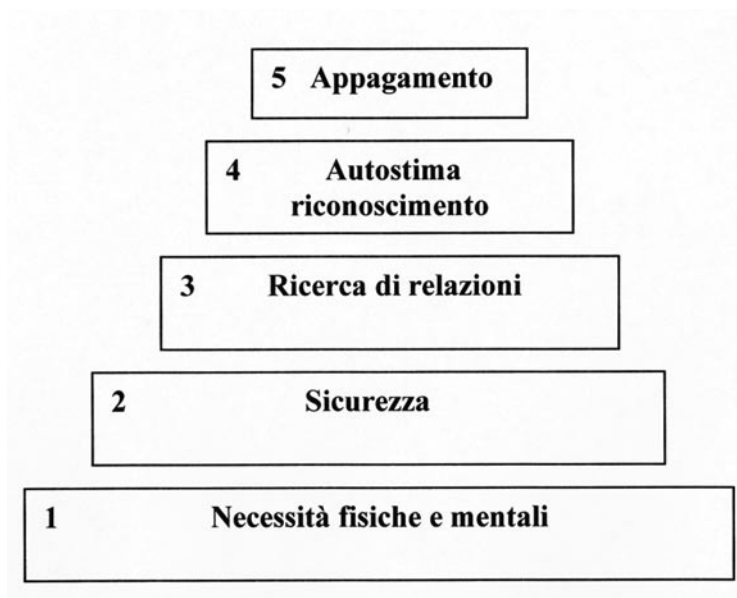 5 Appagamento
4 Autostima
riconoscimento
3 Ricerca di relazioni
2 Sicurezza
1 Necessità fisiche e mentali